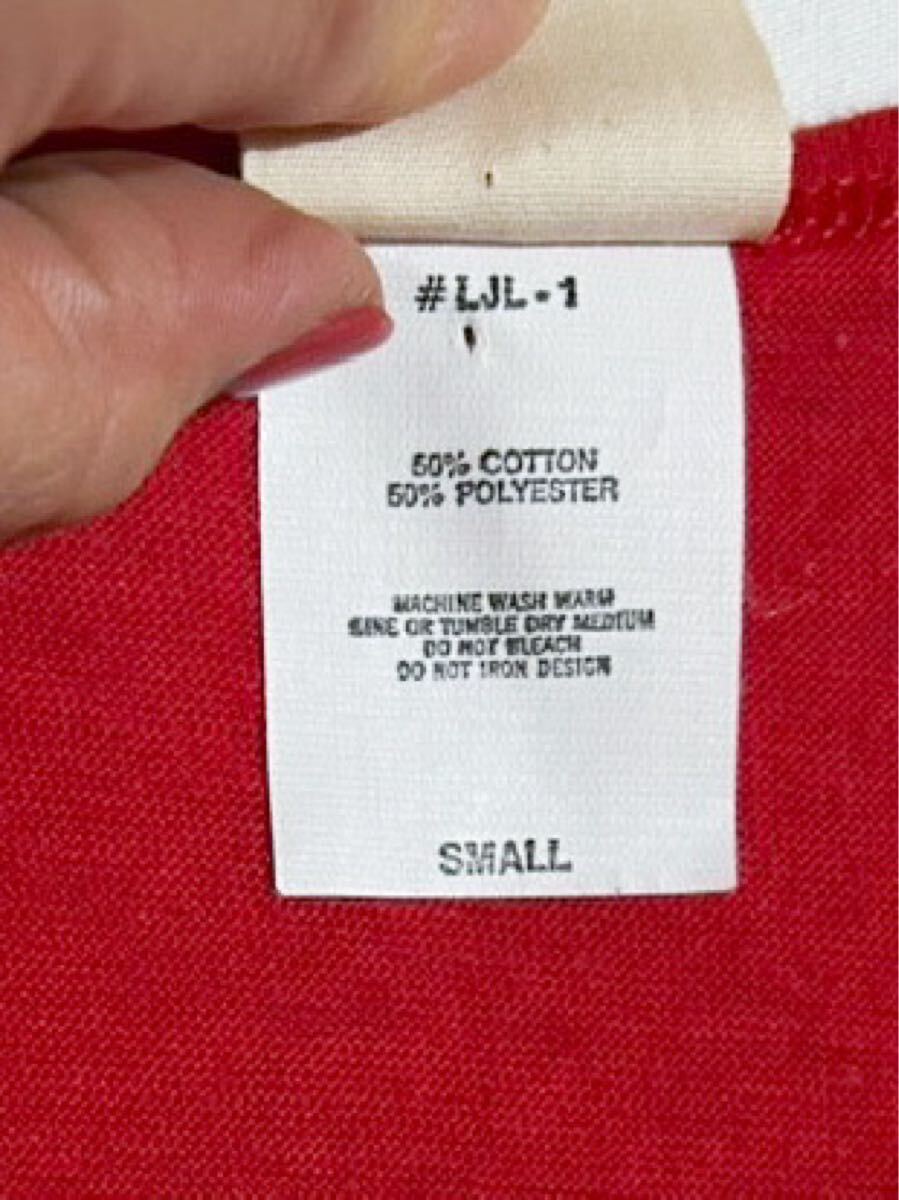 #LJL-1
50% COTTON
50% POLYESTER
MACHINE WASH WARM
LINE OR TUMBLE DRY MEDIUM
DO NOT BLEACH
DO NOT IRON DESIGN
SMALL